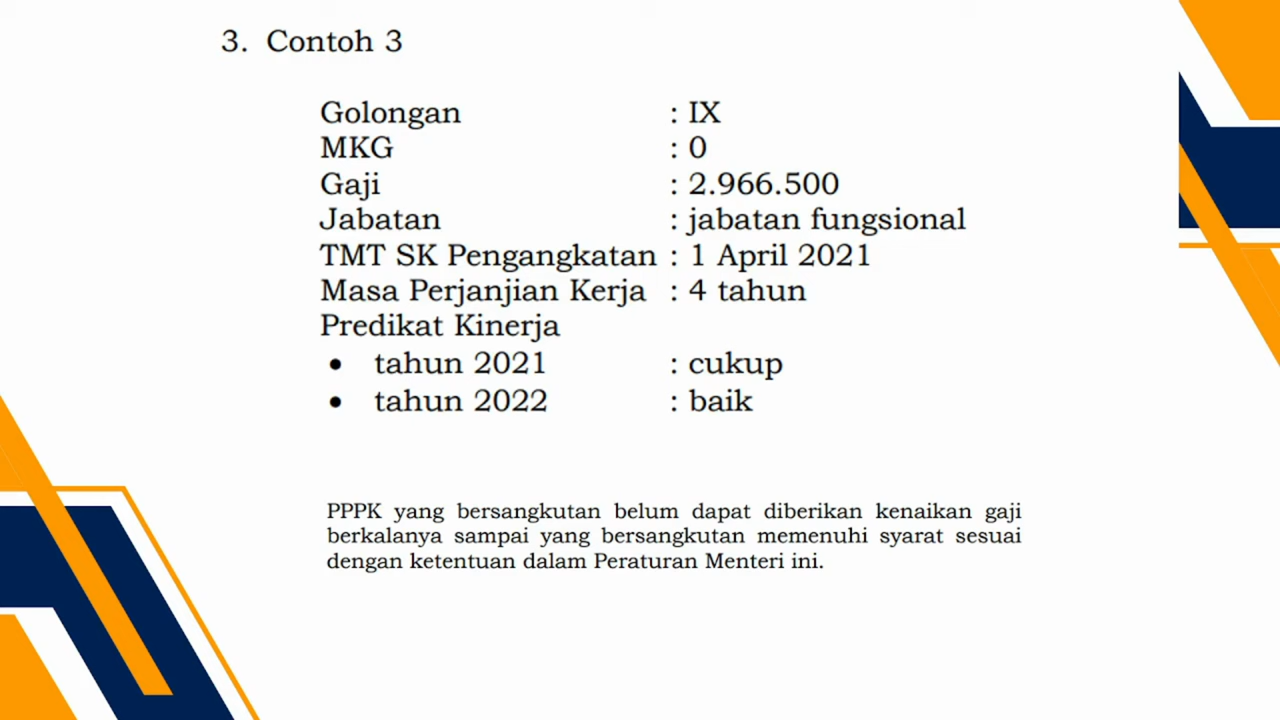 3. Contoh 3
Golongan : IX
MKG : 0
Gaji : 2.966.500
Jabatan : jabatan fungsional
TMT SK Pengangkatan : 1 April 2021
Masa Perjanjian Kerja : 4 tahun
Predikat Kinerja
• tahun 2021 : cukup
• tahun 2022 : baik
PPPK yang bersangkutan belum dapat diberikan kenaikan gaji
berkalanya sampai yang bersangkutan memenuhi syarat sesuai
dengan ketentuan dalam Peraturan Menteri ini.